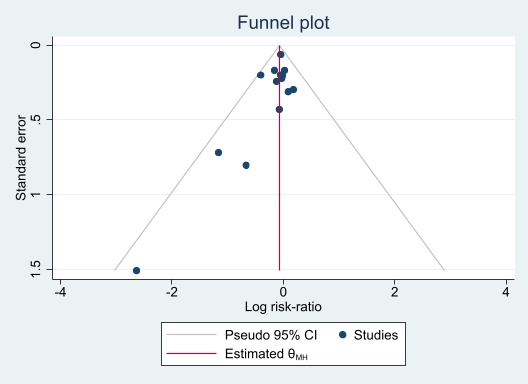 Funnel plot
Standard error
0
.5
1
1.5
-4
-2
0
2
4
Log risk-ratio
Pseudo 95% CI
Studies
Estimated θMH